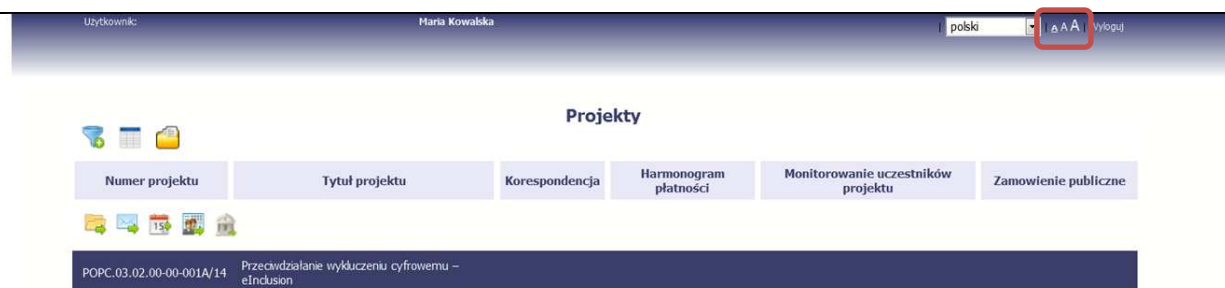 Użytkownik: Maria Kowalska | polski | A A A | Wyloguj
Projekty
Numer projektu Tytuł projektu Korespondencja Harmonogram płatności Monitorowanie uczestników projektu Zamowienie publiczne
15
POPC.03.02.00-00-001A/14 Przeciwdziałanie wykluczeniu cyfrowemu –
eInclusion